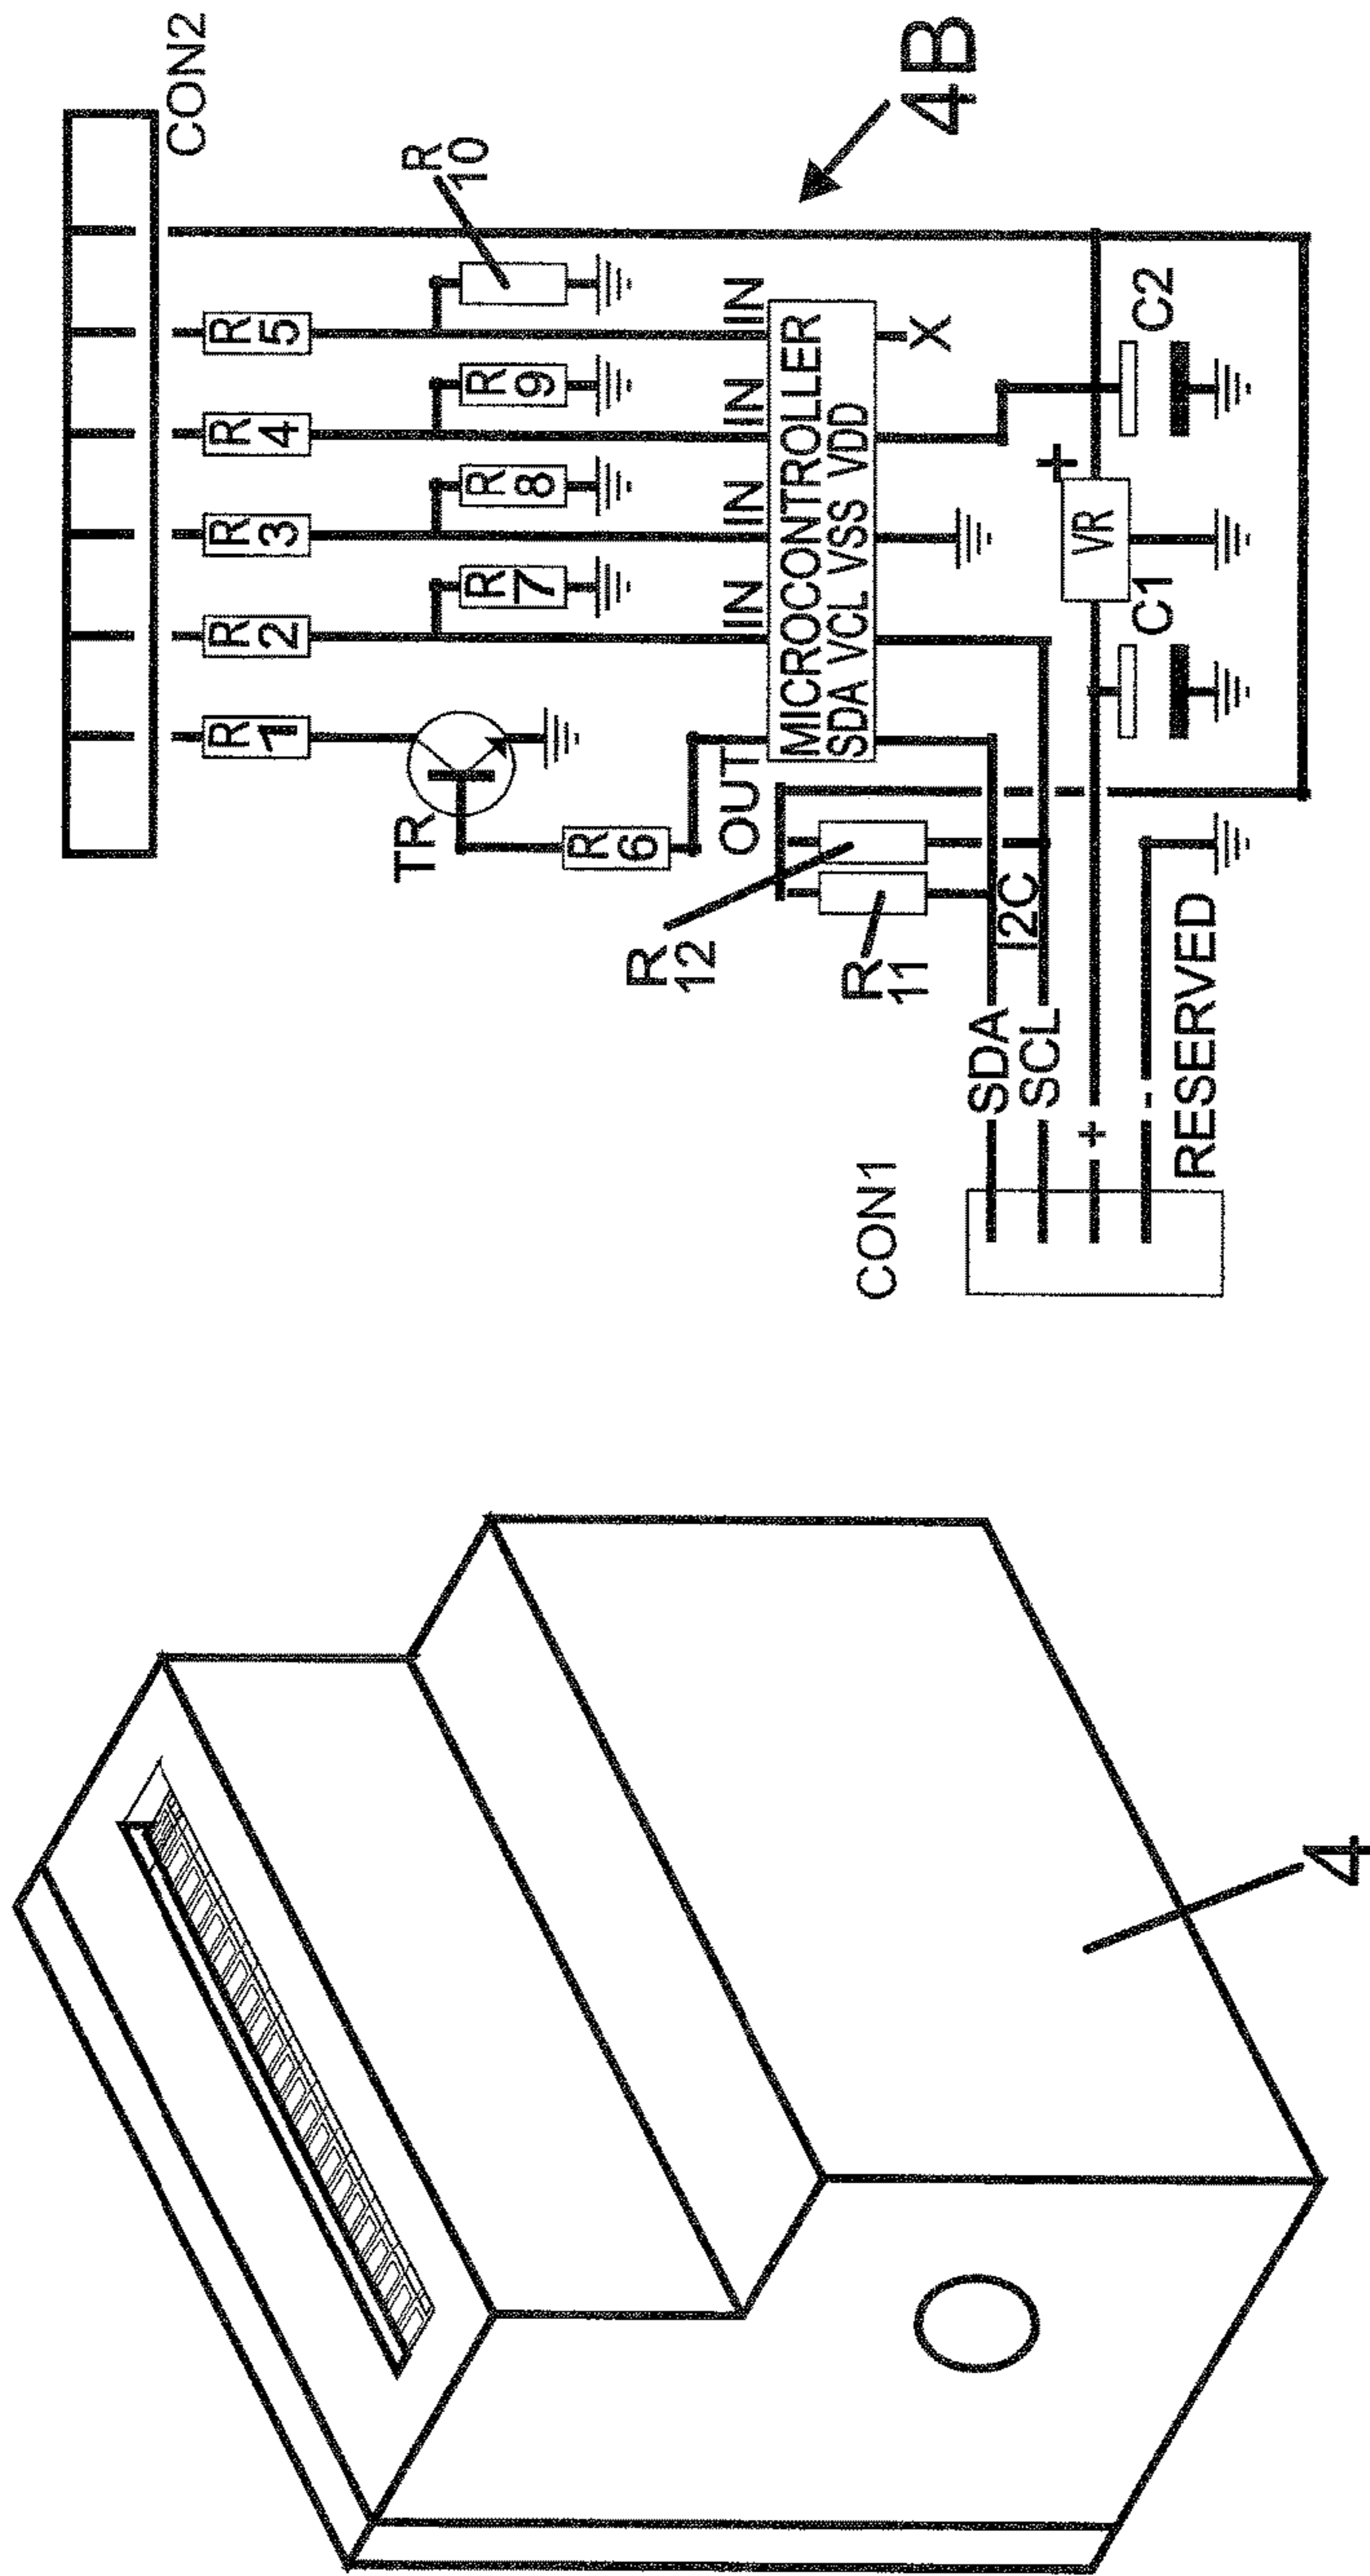 CON2
R
1
R
2
R
3
R
4
R
5
R
10
R
7
R
8
R
9
TR
R
6
OUT
IN
IN
IN
IN
MICROCONTROLLER
SDA VCL VSS VDD
X
4B
R
12
R
11
I2C
SDA
SCL
+
-
RESERVED
CON1
C1
VR
+
C2
4